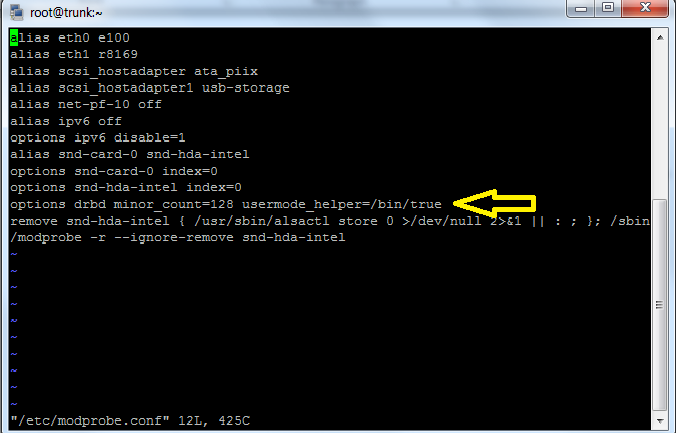 root@trunk:~
alias eth0 e100
alias eth1 r8169
alias scsi_hostadapter ata_piix
alias scsi_hostadapter1 usb-storage
alias net-pf-10 off
alias ipv6 off
options ipv6 disable=1
alias snd-card-0 snd-hda-intel
options snd-card-0 index=0
options snd-hda-intel index=0
options drbd minor_count=128 usermode_helper=/bin/true
remove snd-hda-intel { /usr/sbin/alsactl store 0 >/dev/null 2>&1 || : ; }; /sbin
/modprobe -r --ignore-remove snd-hda-intel
~
~
~
~
~
~
~
~
~
~
"/etc/modprobe.conf" 12L, 425C